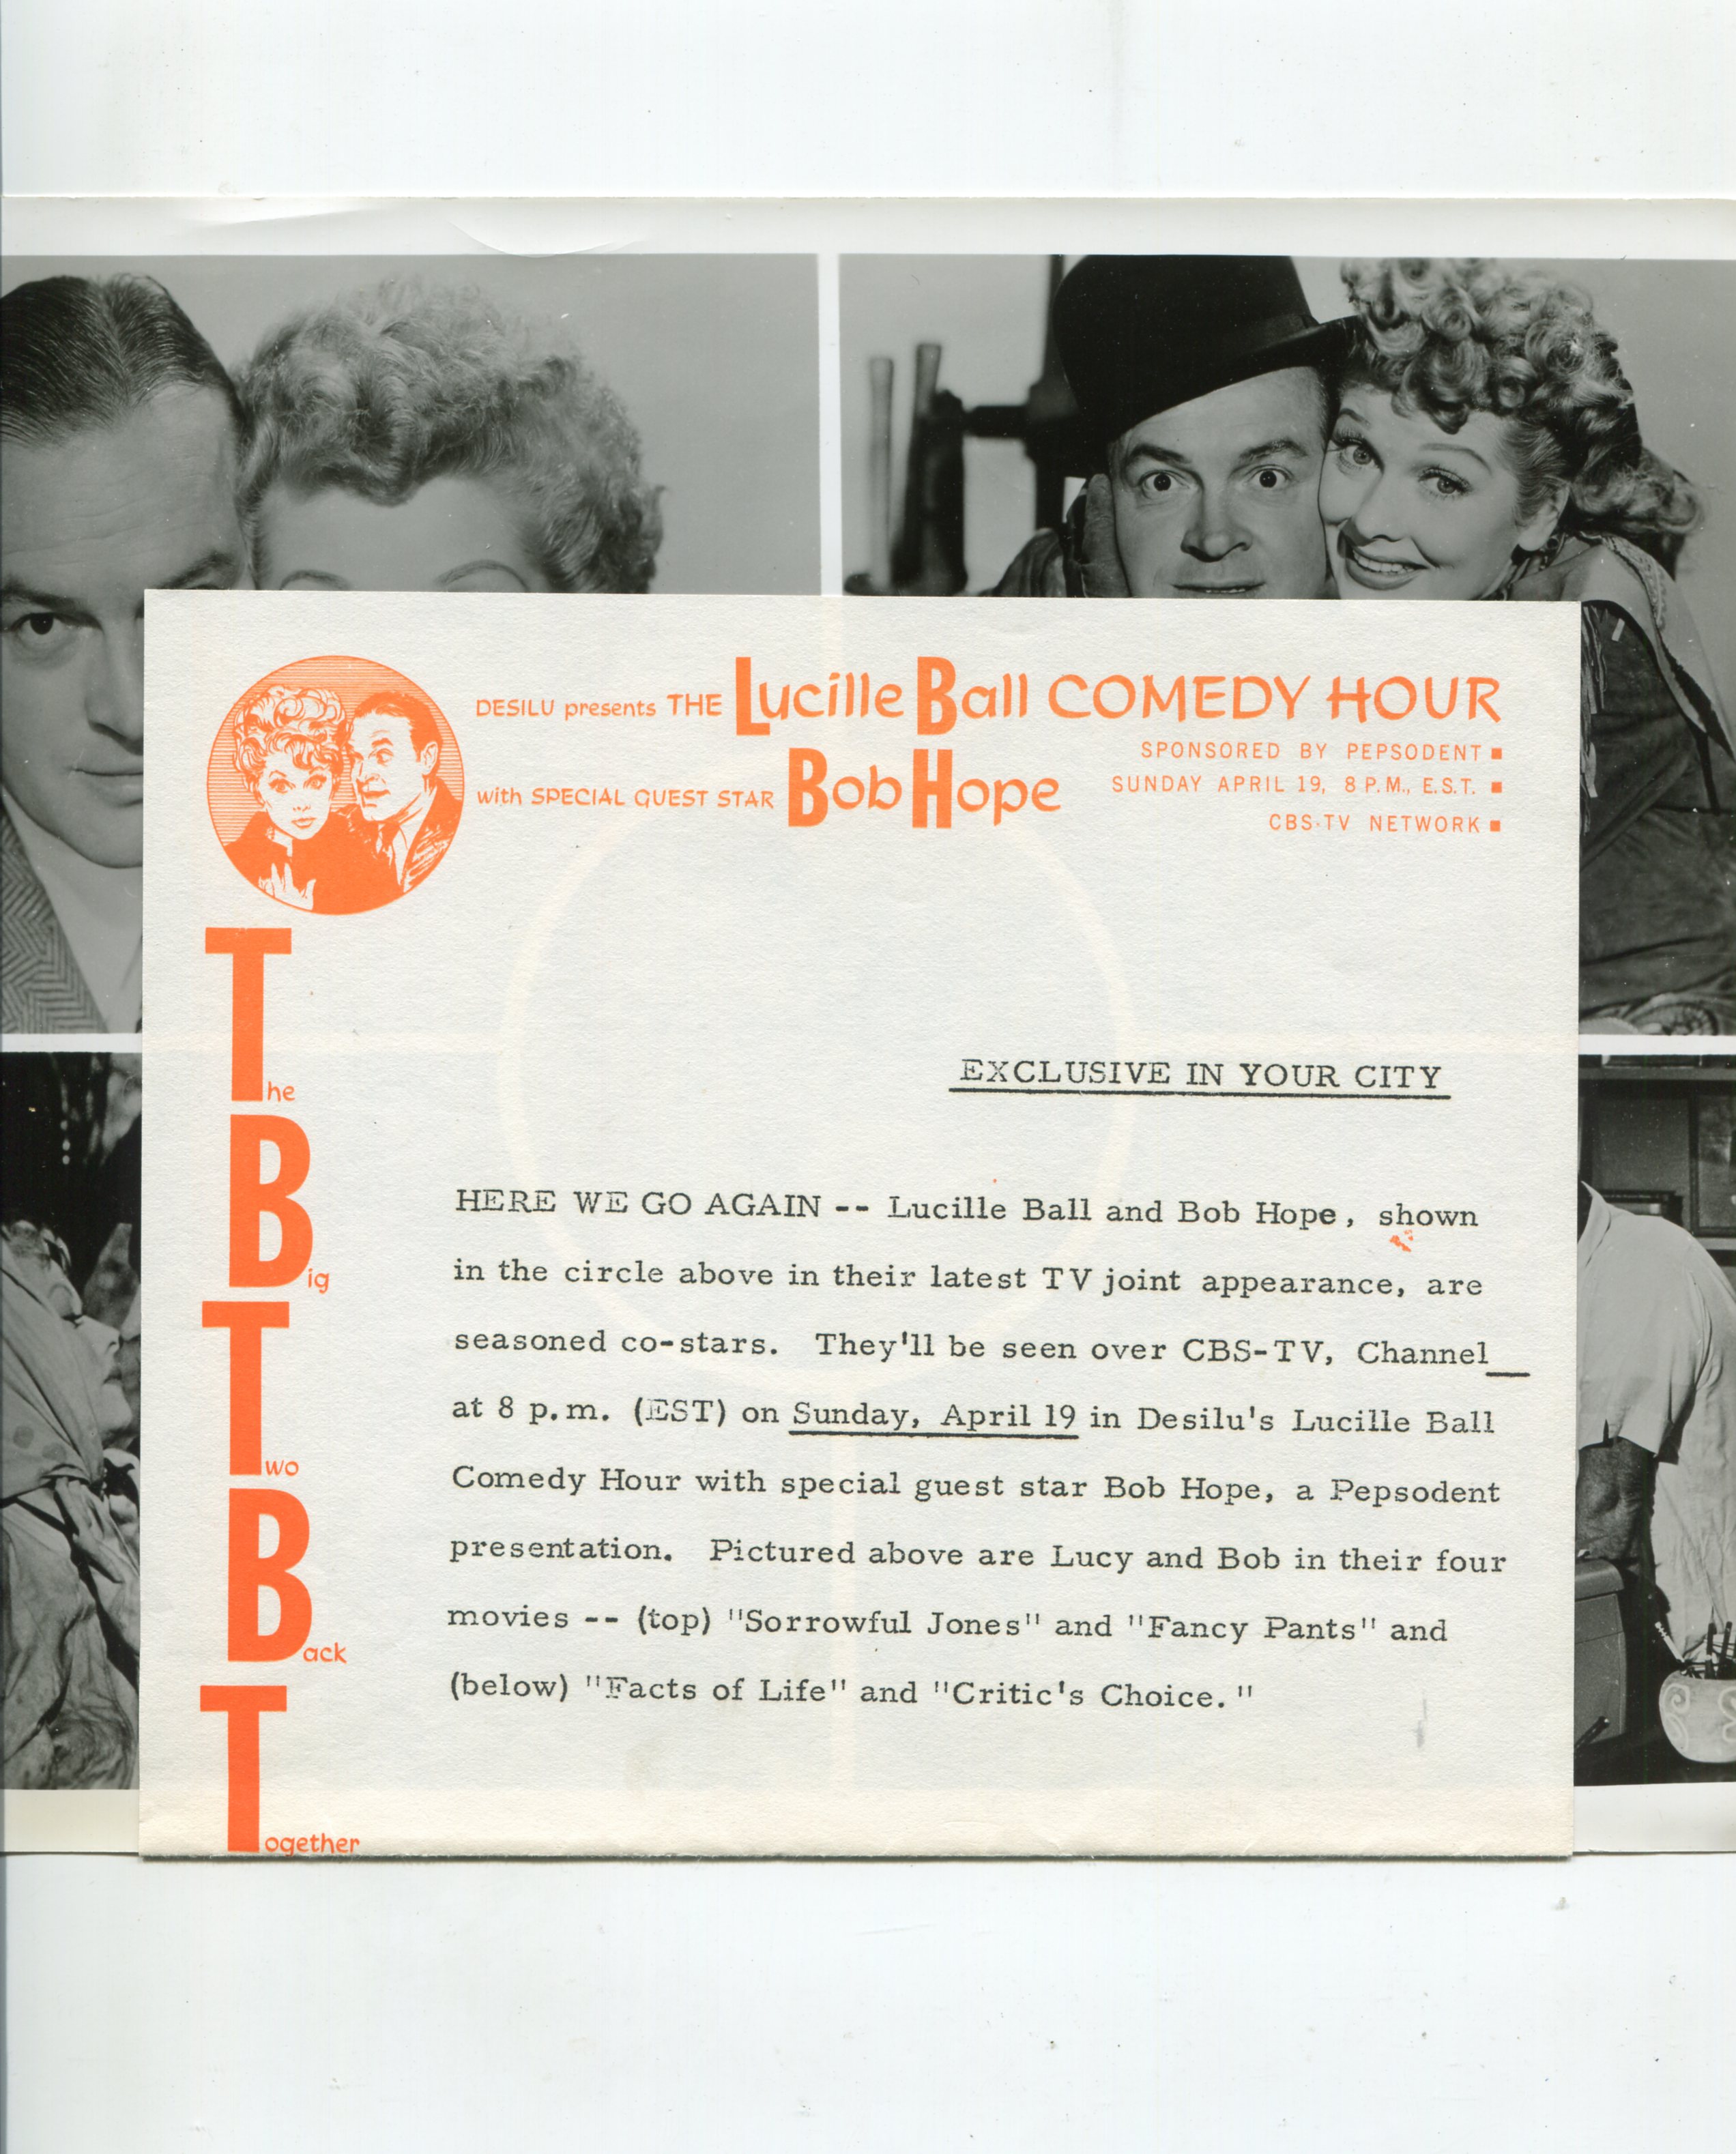 DESILU presents THE Lucille Ball COMEDY HOUR
SPONSORED BY PEPSODENT ▪
with SPECIAL GUEST STAR Bob Hope
SUNDAY APRIL 19, 8 P.M., E.S.T. ▪
CBS-TV NETWORK ▪
The
Big
Two
Back
Together
EXCLUSIVE IN YOUR CITY
HERE WE GO AGAIN -- Lucille Ball and Bob Hope, shown
in the circle above in their latest TV joint appearance, are
seasoned co-stars. They'll be seen over CBS-TV, Channel__
at 8 p.m. (EST) on Sunday, April 19 in Desilu's Lucille Ball
Comedy Hour with special guest star Bob Hope, a Pepsodent
presentation. Pictured above are Lucy and Bob in their four
movies -- (top) "Sorrowful Jones" and "Fancy Pants" and
(below) "Facts of Life" and "Critic's Choice."